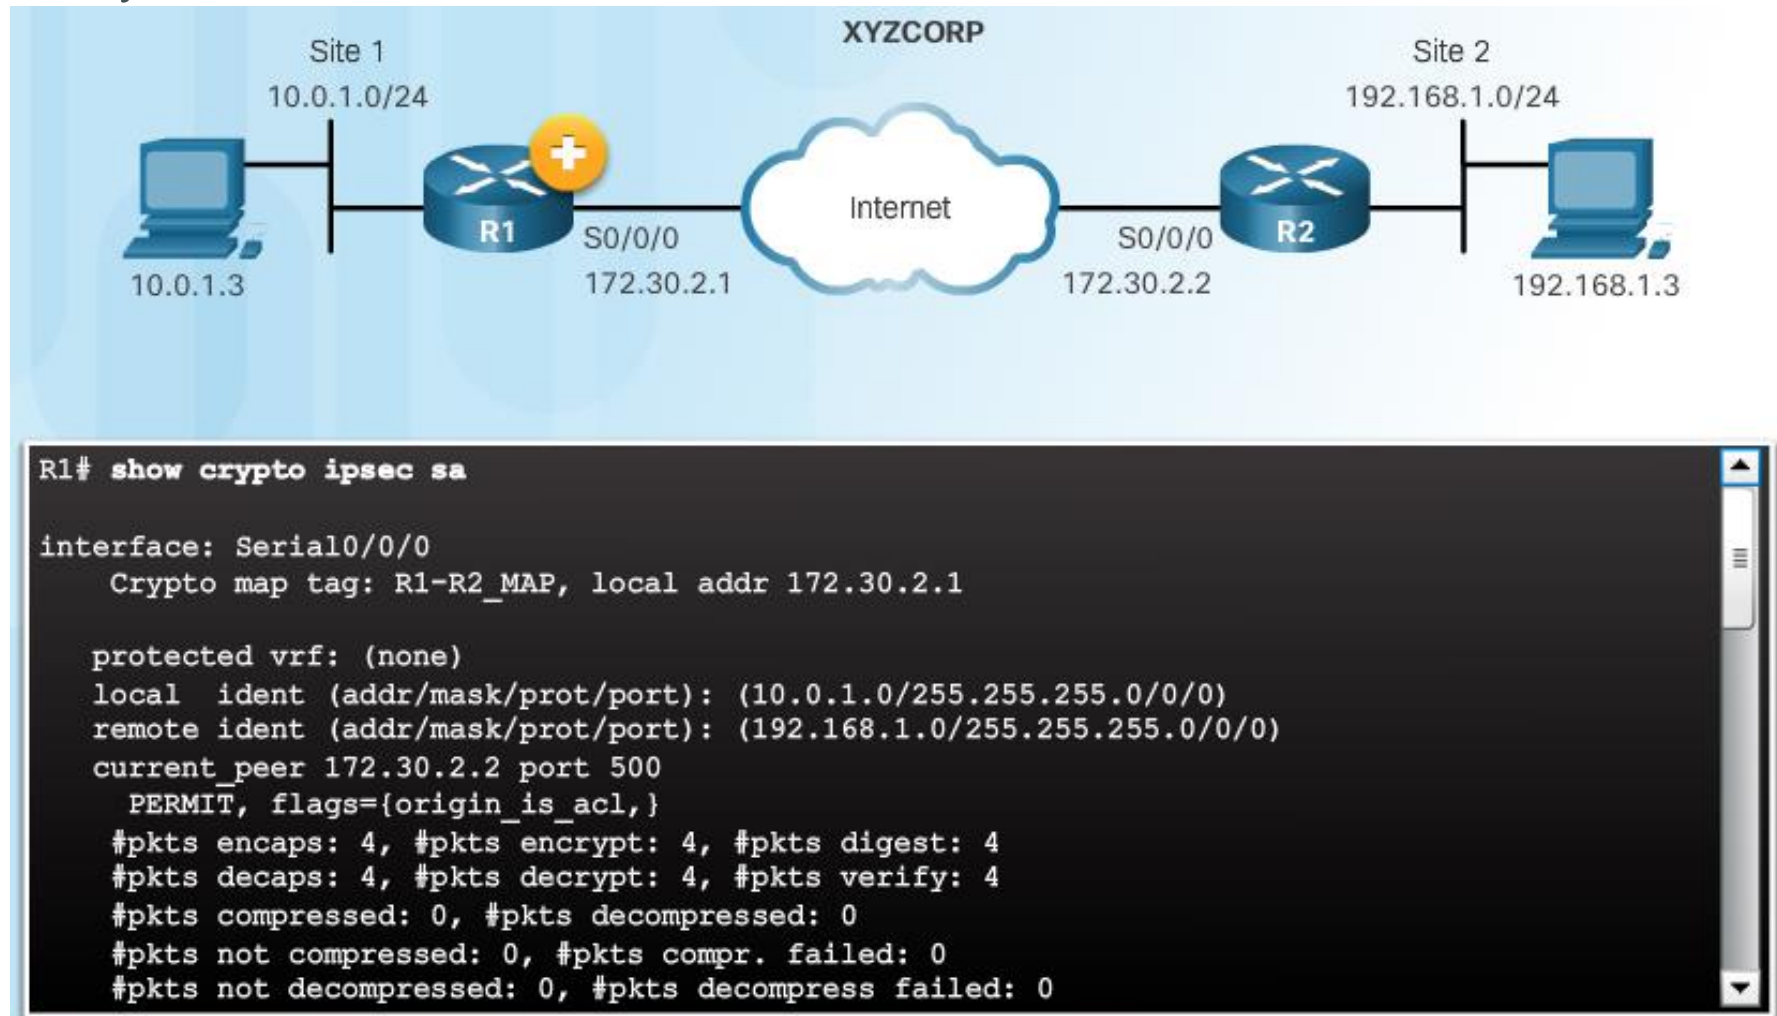 XYZCORP
Site 1
10.0.1.0/24
Site 2
192.168.1.0/24
R1
Internet
R2
S0/0/0
172.30.2.1
S0/0/0
172.30.2.2
10.0.1.3
192.168.1.3
R1# show crypto ipsec sa
interface: Serial0/0/0
Crypto map tag: R1-R2_MAP, local addr 172.30.2.1
protected vrf: (none)
local  ident (addr/mask/prot/port): (10.0.1.0/255.255.255.0/0/0)
remote ident (addr/mask/prot/port): (192.168.1.0/255.255.255.0/0/0)
current_peer 172.30.2.2 port 500
PERMIT, flags={origin_is_acl,}
#pkts encaps: 4, #pkts encrypt: 4, #pkts digest: 4
#pkts decaps: 4, #pkts decrypt: 4, #pkts verify: 4
#pkts compressed: 0, #pkts decompressed: 0
#pkts not compressed: 0, #pkts compr. failed: 0
#pkts not decompressed: 0, #pkts decompress failed: 0